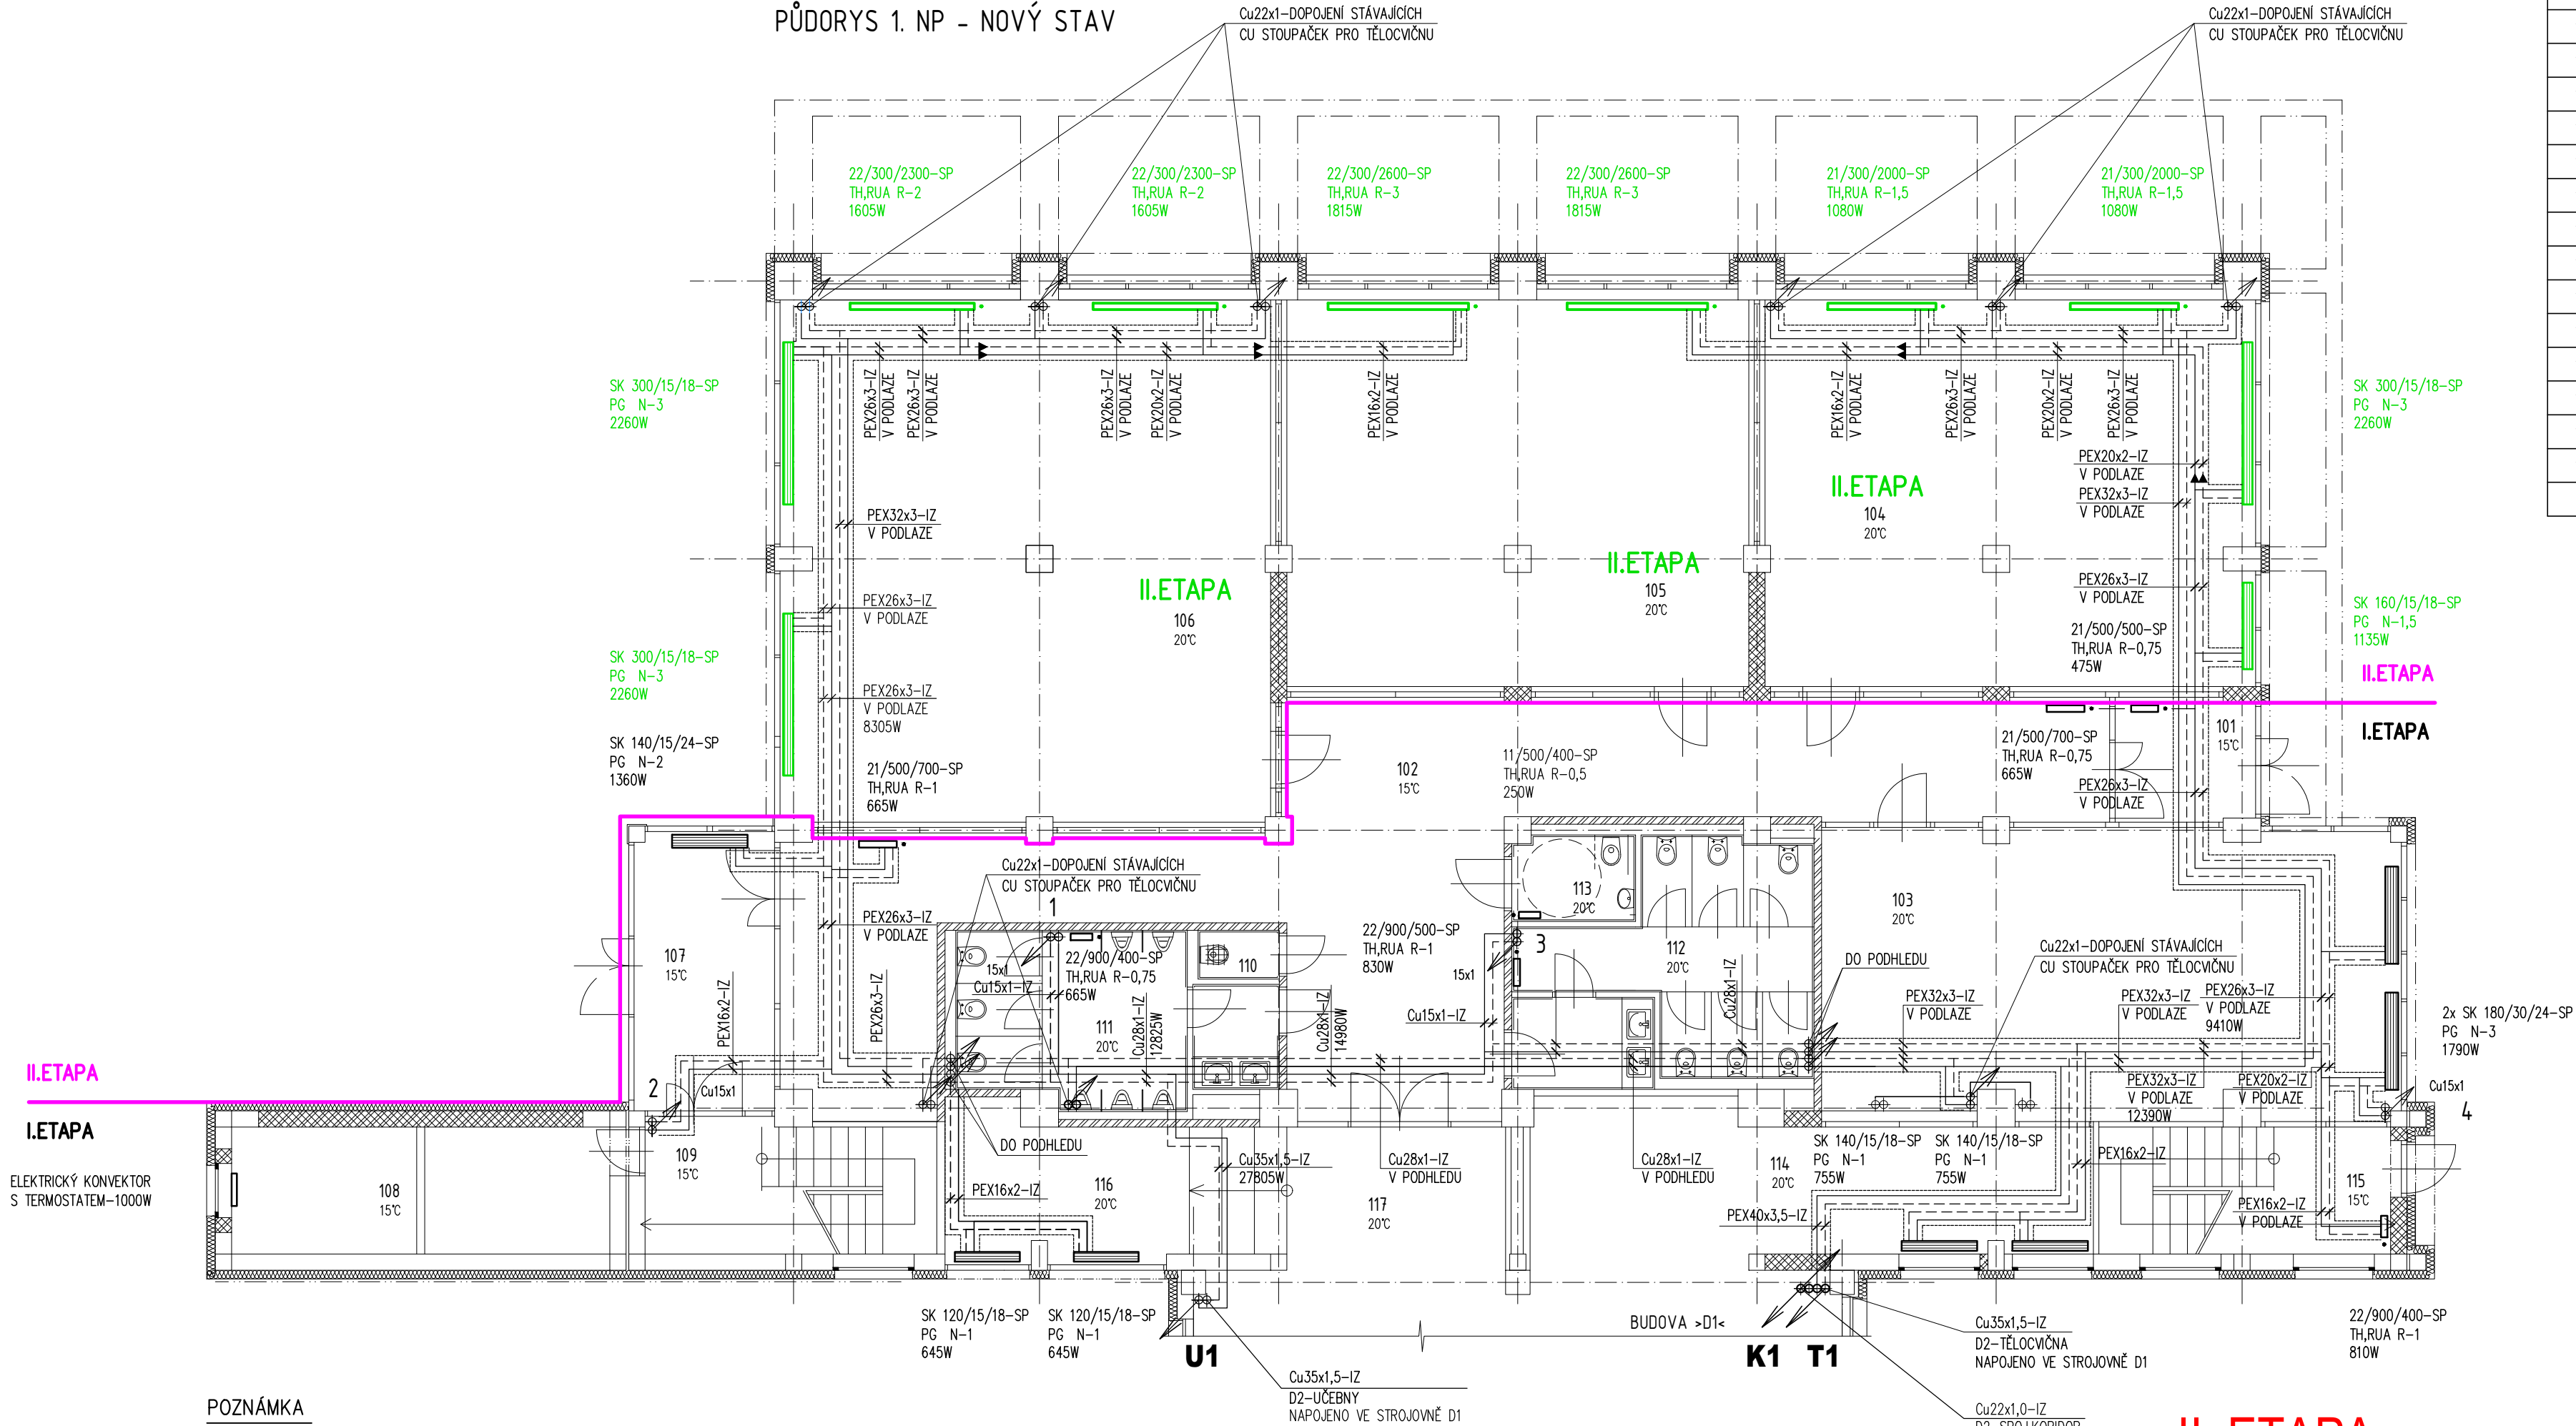 PŮDORYS 1. NP - NOVÝ STAV
Cu22x1-DOPOJENÍ STÁVAJÍCÍCH
CU STOUPAČEK PRO TĚLOCVIČNU
Cu22x1-DOPOJENÍ STÁVAJÍCÍCH
CU STOUPAČEK PRO TĚLOCVIČNU
22/300/2300-SP
TH,RUA R-2
1605W
22/300/2300-SP
TH,RUA R-2
1605W
22/300/2600-SP
TH,RUA R-3
1815W
22/300/2600-SP
TH,RUA R-3
1815W
21/300/2000-SP
TH,RUA R-1,5
1080W
21/300/2000-SP
TH,RUA R-1,5
1080W
SK 300/15/18-SP
PG N-3
2260W
PEX26x3-IZ
V PODLAZE
PEX26x3-IZ
V PODLAZE
PEX26x3-IZ
V PODLAZE
PEX20x2-IZ
V PODLAZE
PEX16x2-IZ
V PODLAZE
PEX16x2-IZ
V PODLAZE
PEX26x3-IZ
V PODLAZE
PEX20x2-IZ
V PODLAZE
PEX26x3-IZ
V PODLAZE
SK 300/15/18-SP
PG N-3
2260W
PEX20x2-IZ
V PODLAZE
PEX32x3-IZ
V PODLAZE
II.ETAPA
104
20°C
PEX32x3-IZ
V PODLAZE
II.ETAPA
105
20°C
II.ETAPA
106
20°C
PEX26x3-IZ
V PODLAZE
PEX26x3-IZ
V PODLAZE
SK 160/15/18-SP
PG N-1,5
1135W
21/500/500-SP
TH,RUA R-0,75
475W
SK 300/15/18-SP
PG N-3
2260W
PEX26x3-IZ
V PODLAZE
8305W
II.ETAPA
I.ETAPA
SK 140/15/24-SP
PG N-2
1360W
21/500/700-SP
TH,RUA R-1
665W
102
15°C
11/500/400-SP
TH,RUA R-0,5
250W
21/500/700-SP
TH,RUA R-0,75
665W
101
15°C
PEX26x3-IZ
V PODLAZE
Cu22x1-DOPOJENÍ STÁVAJÍCÍCH
CU STOUPAČEK PRO TĚLOCVIČNU
1
PEX26x3-IZ
V PODLAZE
113
20°C
103
20°C
22/900/500-SP
TH,RUA R-1
830W
3
107
15°C
15x1
Cu15x1-IZ
22/900/400-SP
TH,RUA R-0,75
665W
110
15x1
112
20°C
DO PODHLEDU
Cu22x1-DOPOJENÍ STÁVAJÍCÍCH
CU STOUPAČEK PRO TĚLOCVIČNU
PEX16x2-IZ
PEX26x3-IZ
111
20°C
Cu28x1-IZ
12825W
Cu28x1-IZ
14980W
Cu15x1-IZ
Cu28x1-IZ
PEX32x3-IZ
V PODLAZE
PEX32x3-IZ
V PODLAZE
PEX26x3-IZ
V PODLAZE
9410W
2x SK 180/30/24-SP
PG N-3
1790W
II.ETAPA
I.ETAPA
2
Cu15x1
PEX32x3-IZ
V PODLAZE
12390W
PEX20x2-IZ
V PODLAZE
Cu15x1
4
ELEKTRICKÝ KONVEKTOR
S TERMOSTATEM-1000W
108
15°C
109
15°C
DO PODHLEDU
PEX16x2-IZ
116
20°C
Cu35x1,5-IZ
27805W
Cu28x1-IZ
V PODHLEDU
117
20°C
Cu28x1-IZ
V PODHLEDU
114
20°C
SK 140/15/18-SP
PG N-1
755W
SK 140/15/18-SP
PG N-1
755W
PEX16x2-IZ
PEX40x3,5-IZ
PEX16x2-IZ
V PODLAZE
115
15°C
SK 120/15/18-SP
PG N-1
645W
SK 120/15/18-SP
PG N-1
645W
U1
BUDOVA >D1<
K1 T1
Cu35x1,5-IZ
D2-TĚLOCVIČNA
NAPOJENO VE STROJOVNĚ D1
22/900/400-SP
TH,RUA R-1
810W
Cu35x1,5-IZ
D2-UČEBNY
NAPOJENO VE STROJOVNĚ D1
POZNÁMKA
Cu22x1,0-IZ
D2-SPOJ.KORIDOR
II. ETAPA